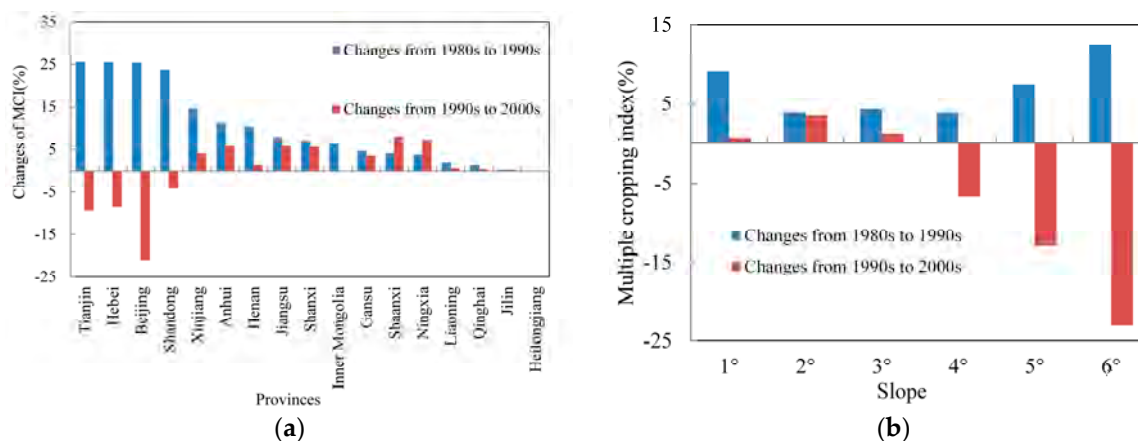 35
25
15
5
-5
-15
-25
Changes of MCI(%)
Changes from 1980s to 1990s
Changes from 1990s to 2000s
Tianjin
Hebei
Beijing
Shandong
Xinjiang
Anhui
Henan
Jiangsu
Shanxi
Inner Mongolia
Gansu
Shaanxi
Ningxia
Liaoning
Qinghai
Jilin
Heilongjiang
Provinces
(a)
15
5
-5
-15
-25
Multiple cropping index(%)
Changes from 1980s to 1990s
Changes from 1990s to 2000s
1° 2° 3° 4° 5° 6°
Slope
(b)